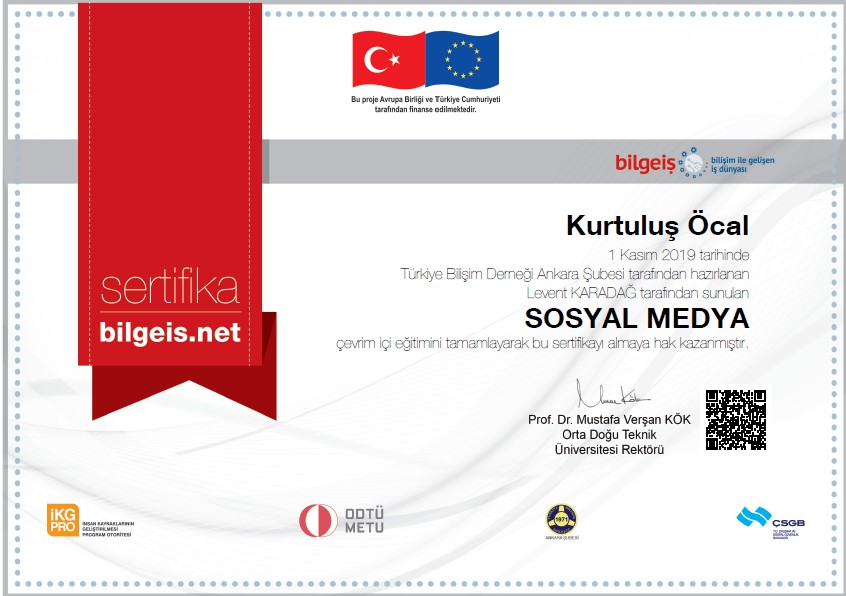 Bu proje Avrupa Birliği ve Türkiye Cumhuriyeti
tarafından finanse edilmektedir.
bilgeiş
bilişim ile gelişen
iş dünyası
sertifika
bilgeis.net
Kurtuluş Öcal
1 Kasım 2019 tarihinde
Türkiye Bilişim Derneği Ankara Şubesi tarafından hazırlanan
Levent KARADAĞ tarafından sunulan
SOSYAL MEDYA
çevrim içi eğitimini tamamlayarak bu sertifikayı almaya hak kazanmıştır.
Prof. Dr. Mustafa Verşan KÖK
Orta Doğu Teknik
Üniversitesi Rektörü
iKG
PRO
İNSAN KAYNAKLARININ
GELİŞTİRİLMESİ
PROGRAM OTORİTESİ
ODTÜ
METU
1971
ANKARA ŞUBESİ
ÇSGB